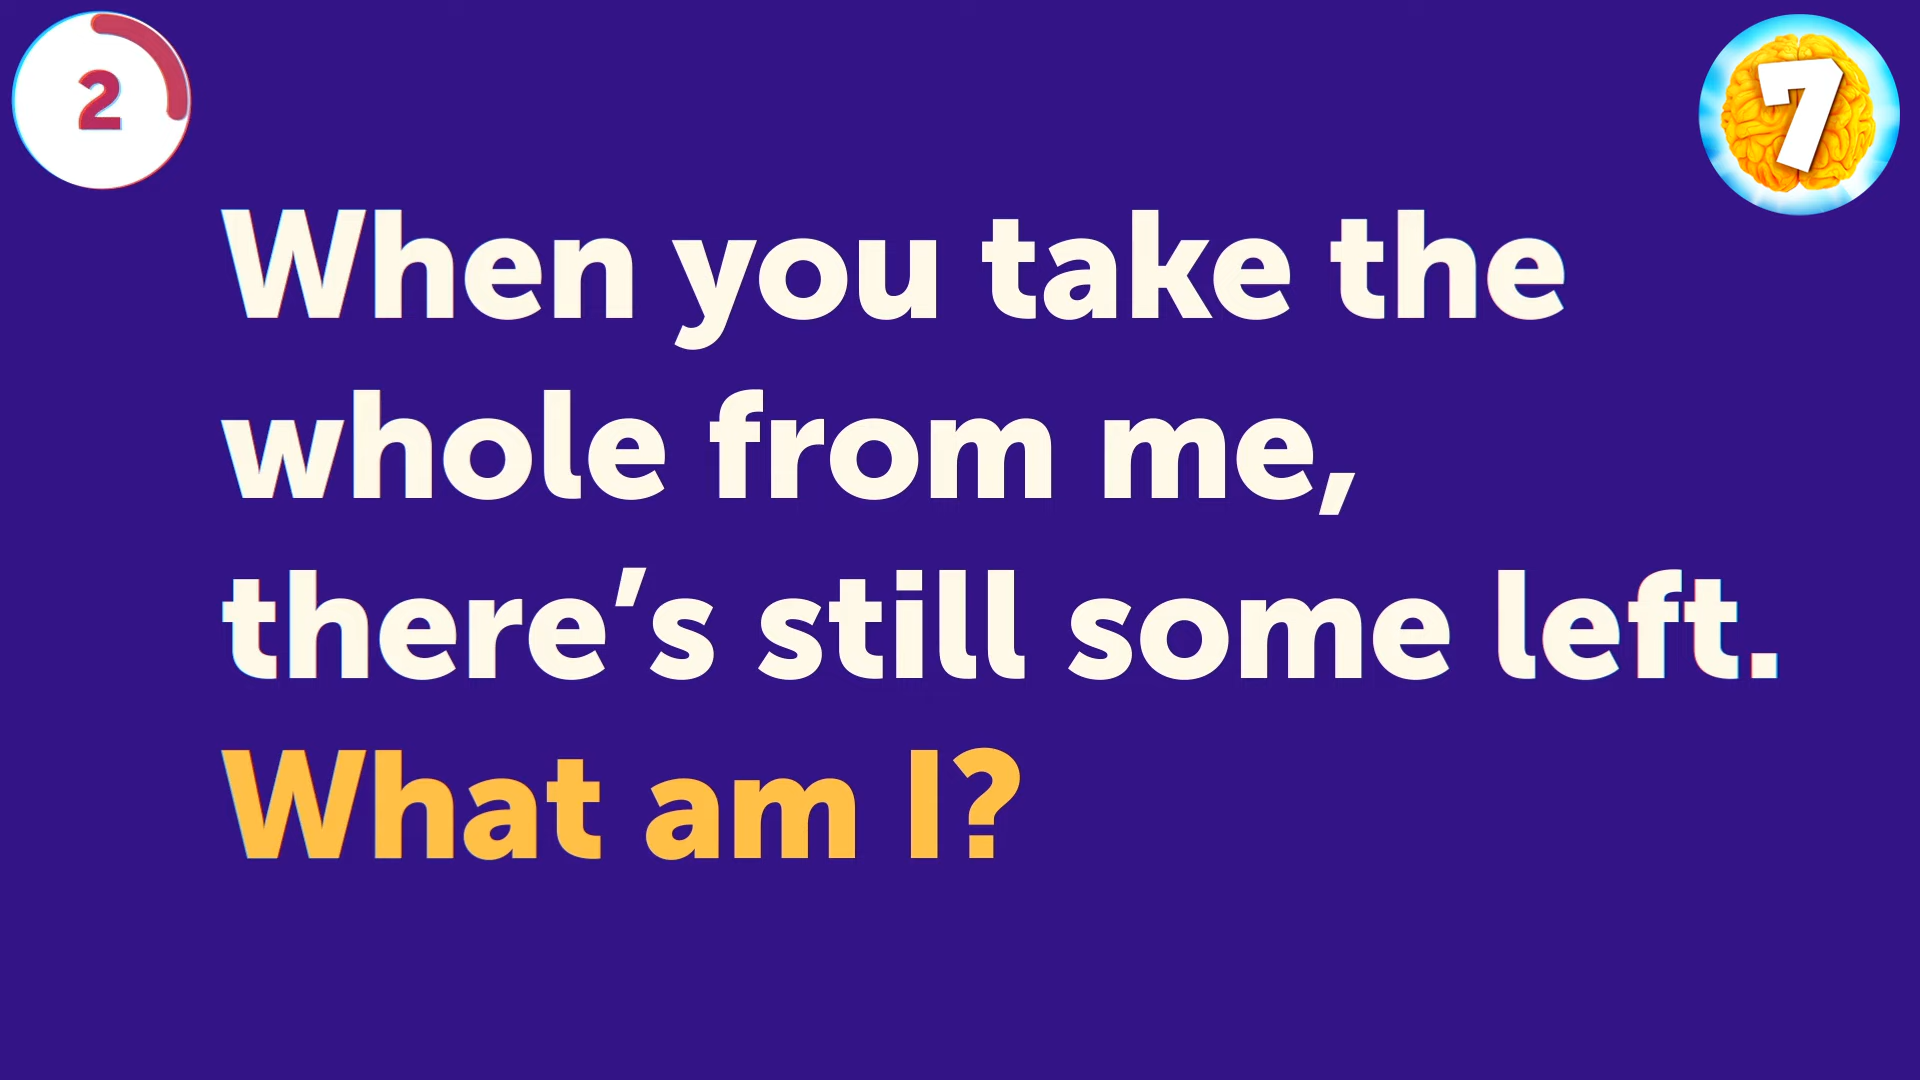 2
7
When you take the
whole from me,
there’s still some left.
What am I?